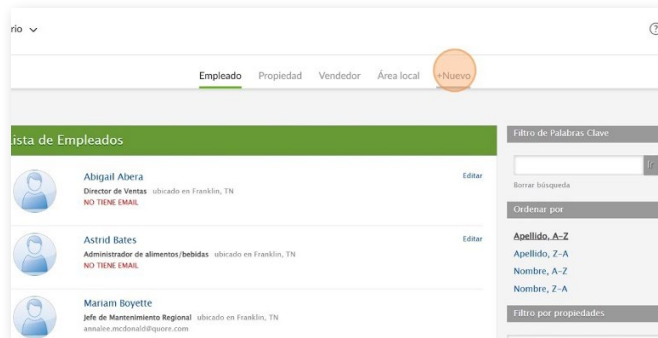 rio
Empleado Propiedad Vendedor Área local +Nuevo
ista de Empleados
Abigail Abera
Editar
Director de Ventas ubicado en Franklin, TN
NO TIENE EMAIL
Astrid Bates
Editar
Administrador de alimentos/bebidas ubicado en Franklin, TN
NO TIENE EMAIL
Mariam Boyette
Jefe de Mantenimiento Regional ubicado en Franklin, TN
annalee.mcdonald@quore.com
Filtro de Palabras Clave
Ir
Borrar búsqueda
Ordenar por
Apellido, A-Z
Apellido, Z-A
Nombre, A-Z
Nombre, Z-A
Filtro por propiedades